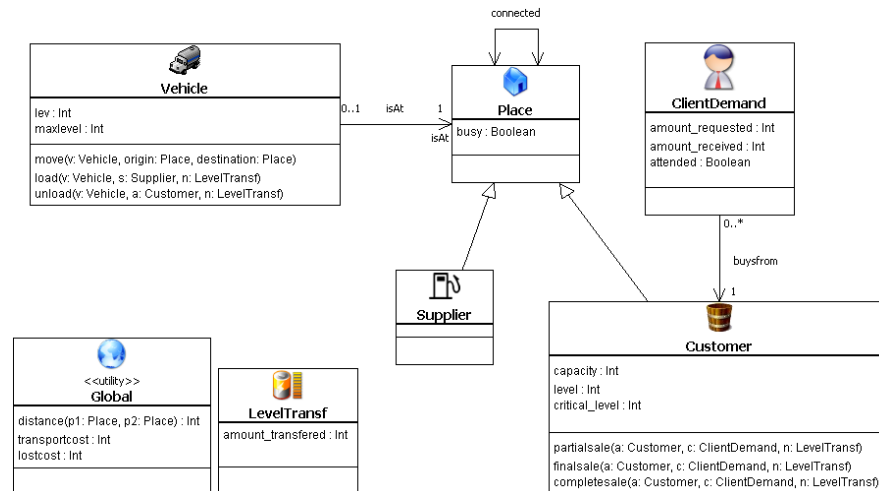 connected
Vehicle
lev : Int
maxlevel : Int
move(v: Vehicle, origin: Place, destination: Place)
load(v: Vehicle, s: Supplier, n: LevelTransf)
unload(v: Vehicle, a: Customer, n: LevelTransf)
0..1 isAt 1
isAt
Place
busy : Boolean
ClientDemand
amount_requested : Int
amount_received : Int
attended : Boolean
0..*
buysfrom
1
Supplier
Customer
capacity : Int
level : Int
critical_level : Int
partialsale(a: Customer, c: ClientDemand, n: LevelTransf)
finalsale(a: Customer, c: ClientDemand, n: LevelTransf)
completesale(a: Customer, c: ClientDemand, n: LevelTransf)
<<utility>>
Global
distance(p1: Place, p2: Place) : Int
transportcost : Int
lostcost : Int
LevelTransf
amount_transfered : Int